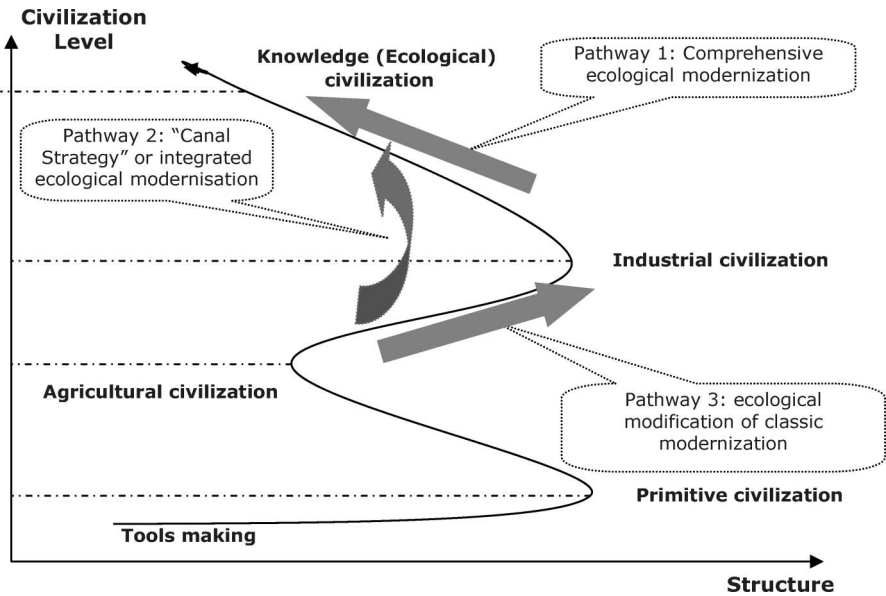 Civilization
Level
Knowledge (Ecological)
civilization
Pathway 1: Comprehensive
ecological modernization
Pathway 2: “Canal
Strategy” or integrated
ecological modernisation
Industrial civilization
Agricultural civilization
Pathway 3: ecological
modification of classic
modernization
Primitive civilization
Tools making
Structure